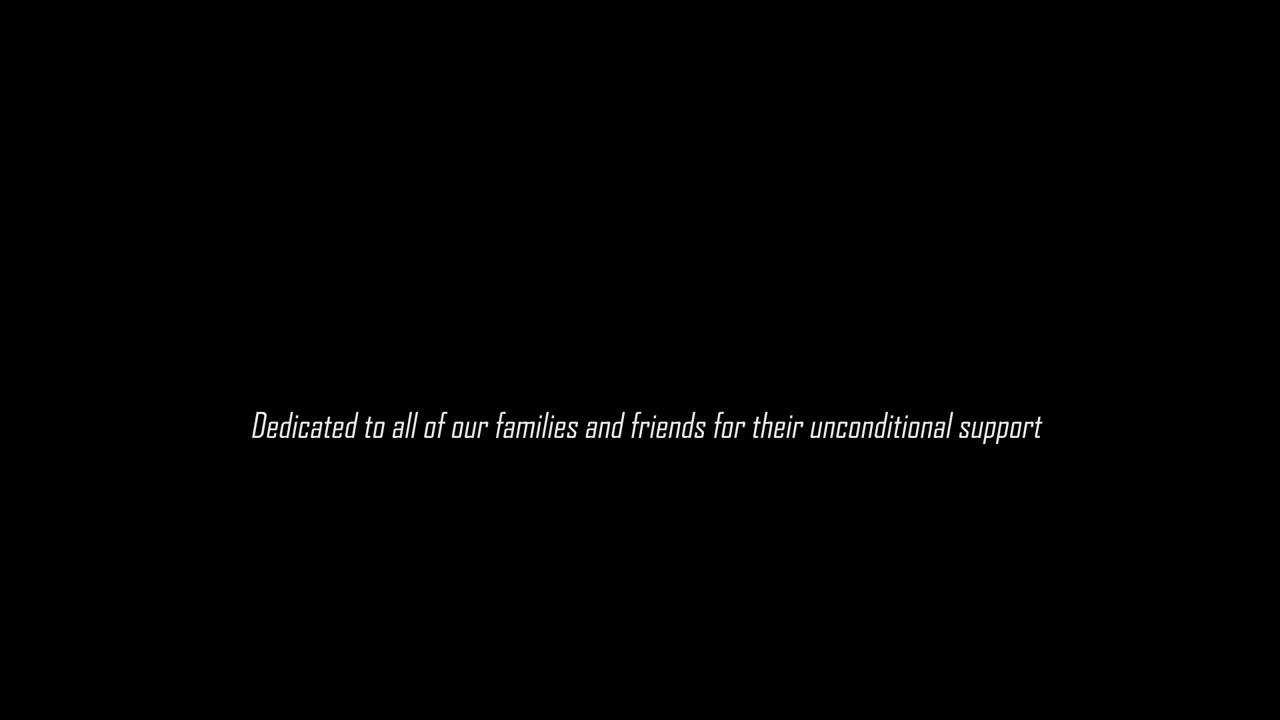 Dedicated to all of our families and friends for their unconditional support